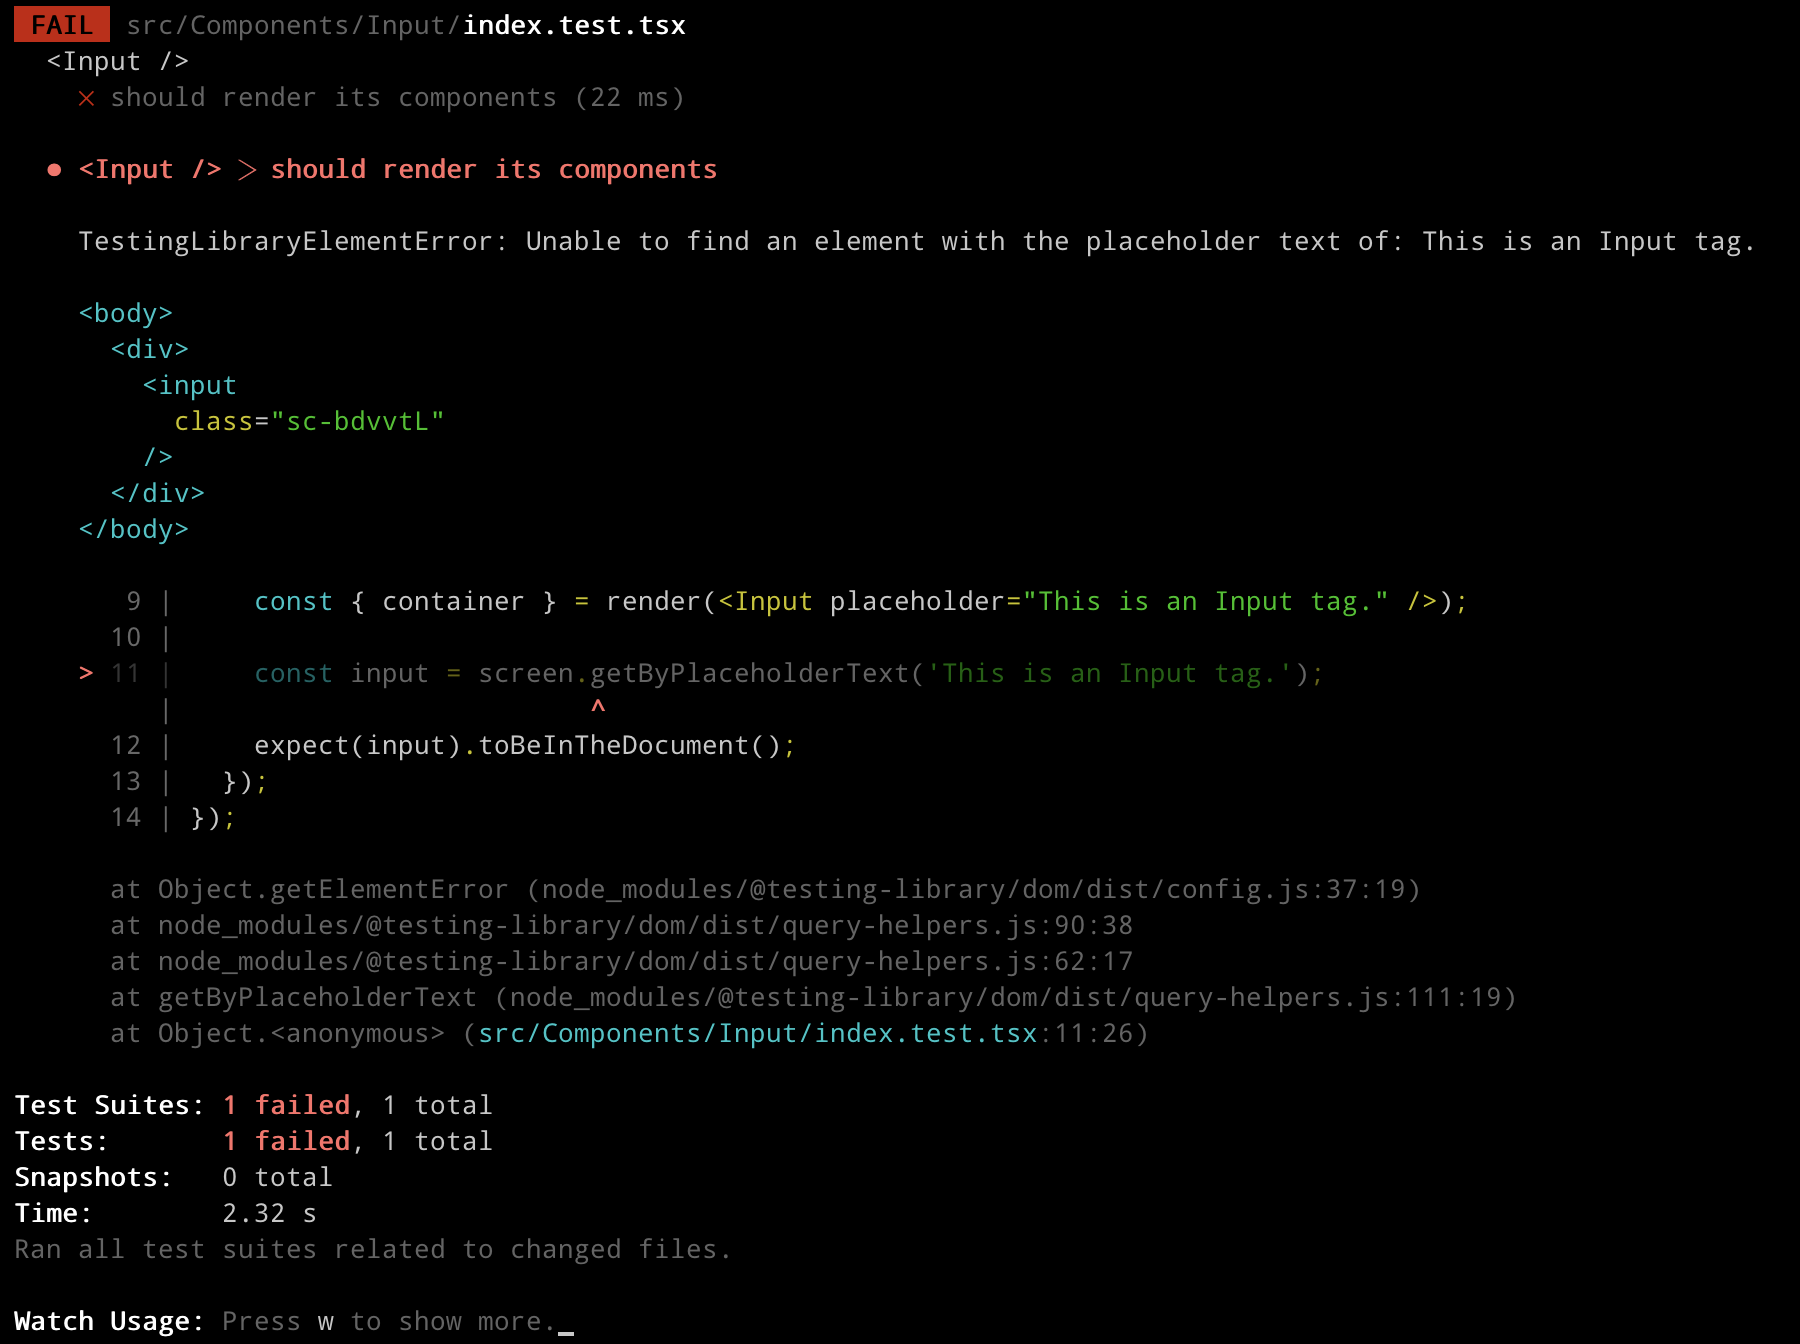 FAIL src/Components/Input/index.test.tsx
<Input />
✕ should render its components (22 ms)
● <Input /> › should render its components
TestingLibraryElementError: Unable to find an element with the placeholder text of: This is an Input tag.
<body>
<div>
<input
class="sc-bdvvtL"
/>
</div>
</body>
9 | const { container } = render(<Input placeholder="This is an Input tag." />);
10 |
> 11 | const input = screen.getByPlaceholderText('This is an Input tag.');
| ^
12 | expect(input).toBeInTheDocument();
13 | });
14 | });
at Object.getElementError (node_modules/@testing-library/dom/dist/config.js:37:19)
at node_modules/@testing-library/dom/dist/query-helpers.js:90:38
at node_modules/@testing-library/dom/dist/query-helpers.js:62:17
at getByPlaceholderText (node_modules/@testing-library/dom/dist/query-helpers.js:111:19)
at Object.<anonymous> (src/Components/Input/index.test.tsx:11:26)
Test Suites: 1 failed, 1 total
Tests: 1 failed, 1 total
Snapshots: 0 total
Time: 2.32 s
Ran all test suites related to changed files.
Watch Usage: Press w to show more.